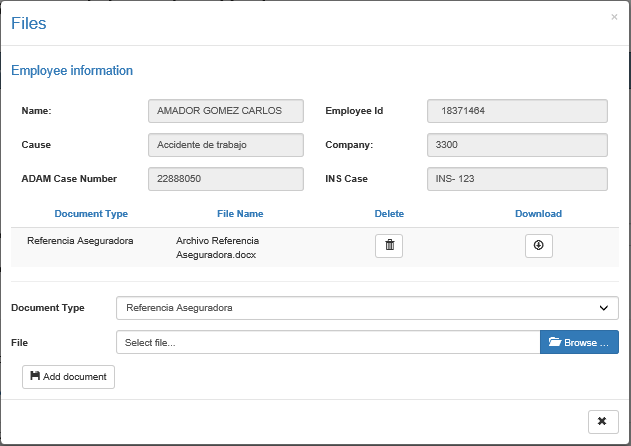 Files
Employee information
Name: AMADOR GOMEZ CARLOS Employee Id 18371464
Cause Accidente de trabajo Company: 3300
ADAM Case Number 22888050 INS Case INS- 123
Document Type File Name Delete Download
Referencia Aseguradora Archivo Referencia
Aseguradora.docx
Document Type Referencia Aseguradora
File Select file... Browse ...
Add document